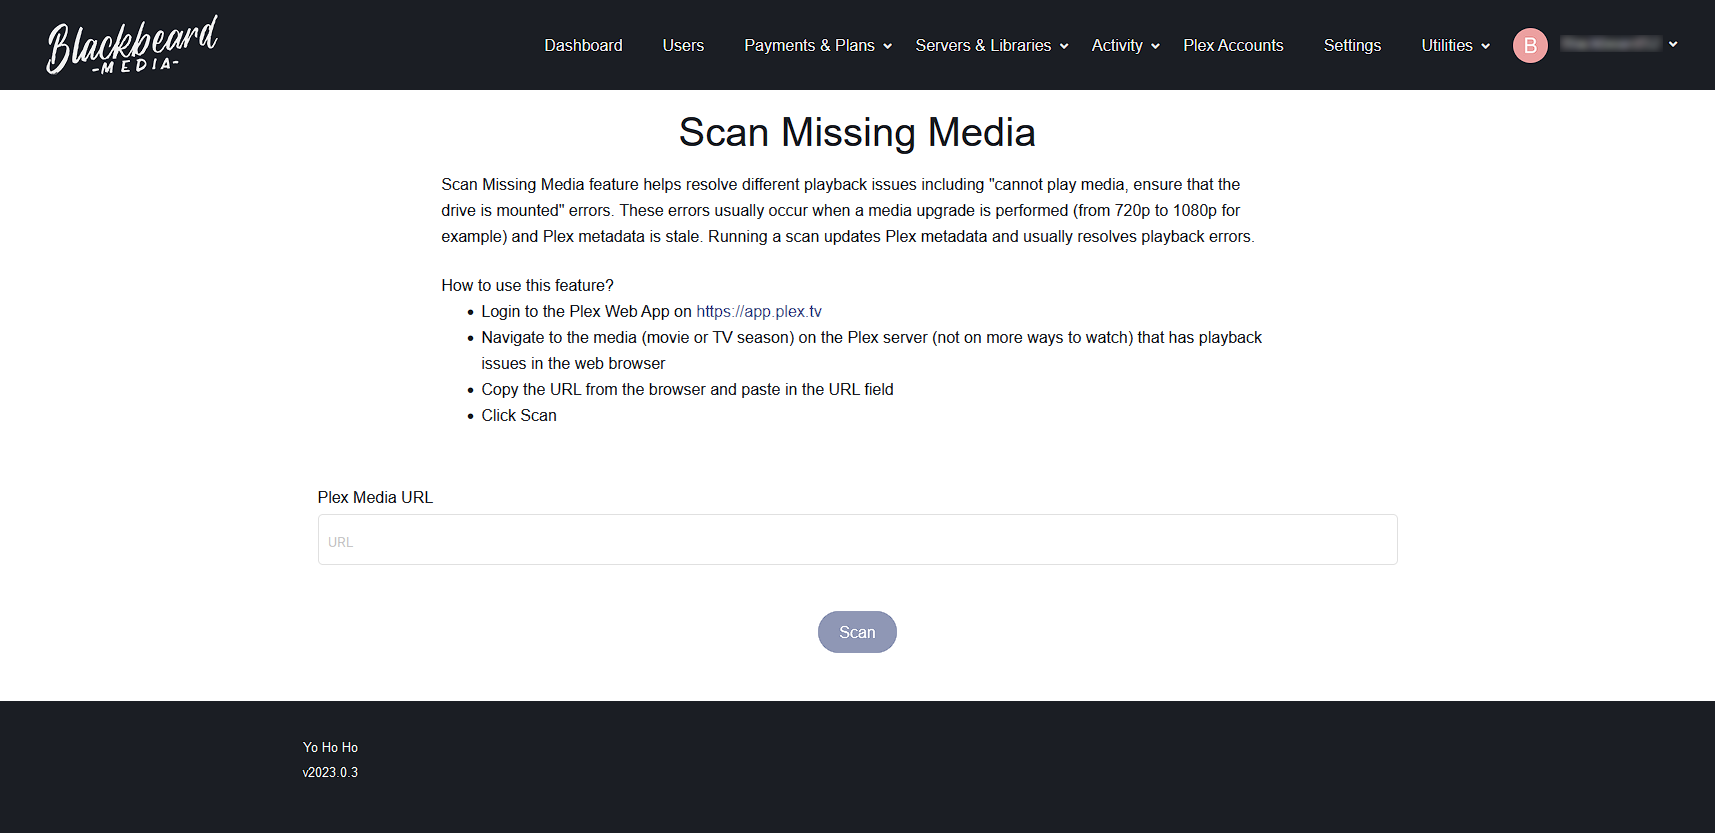 Blackbeard
-MEDIA-
Dashboard Users Payments & Plans Servers & Libraries Activity Plex Accounts Settings Utilities B
Scan Missing Media
Scan Missing Media feature helps resolve different playback issues including "cannot play media, ensure that the
drive is mounted" errors. These errors usually occur when a media upgrade is performed (from 720p to 1080p for
example) and Plex metadata is stale. Running a scan updates Plex metadata and usually resolves playback errors.
How to use this feature?
Login to the Plex Web App on https://app.plex.tv
Navigate to the media (movie or TV season) on the Plex server (not on more ways to watch) that has playback
issues in the web browser
Copy the URL from the browser and paste in the URL field
Click Scan
Plex Media URL
URL
Scan
Yo Ho Ho
v2023.0.3